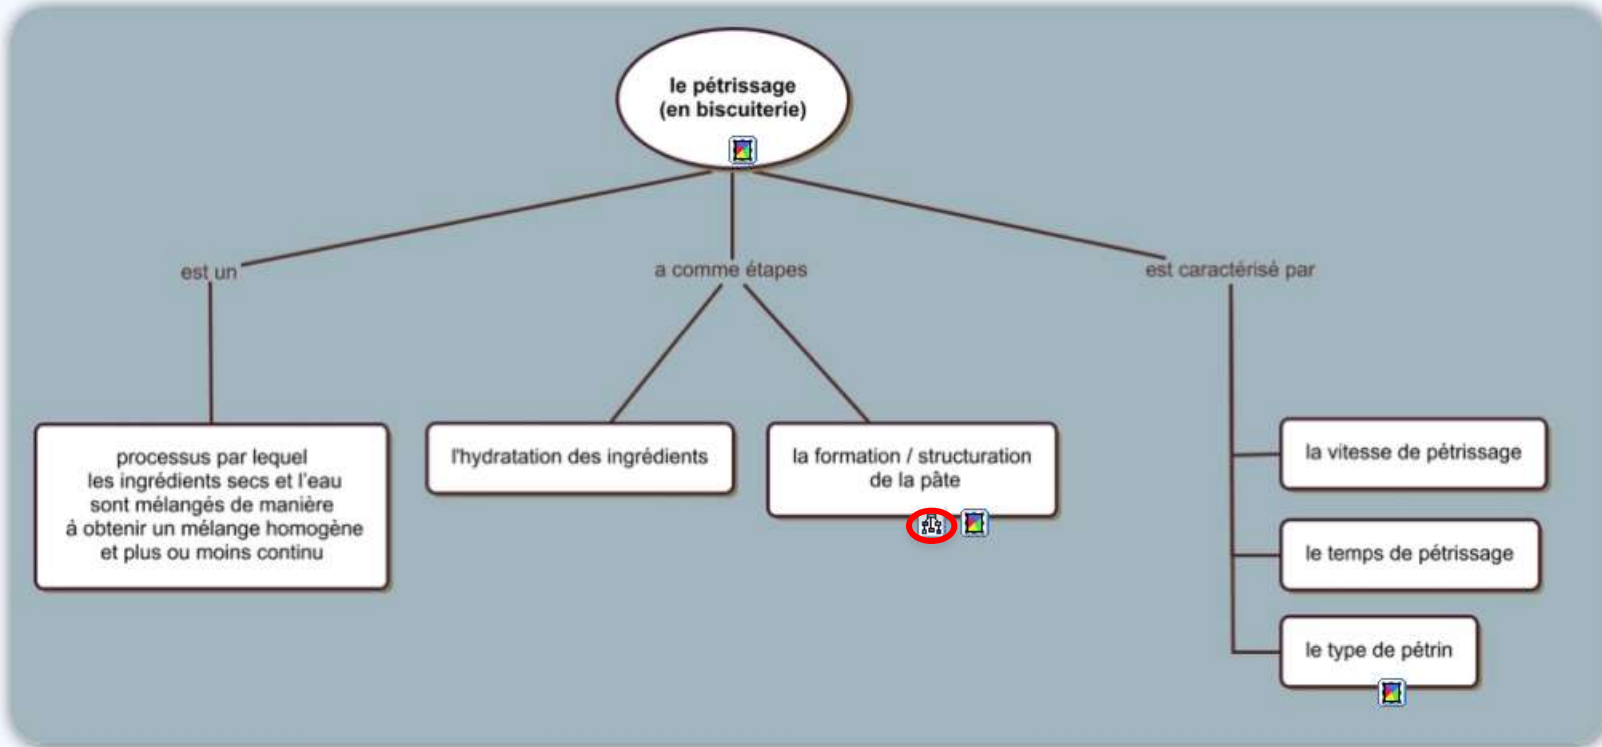 le pétrissage
(en biscuiterie)
est un
a comme étapes
est caractérisé par
processus par lequel
les ingrédients secs et l'eau
sont mélangés de manière
à obtenir un mélange homogène
et plus ou moins continu
l'hydratation des ingrédients
la formation / structuration
de la pâte
la vitesse de pétrissage
le temps de pétrissage
le type de pétrin